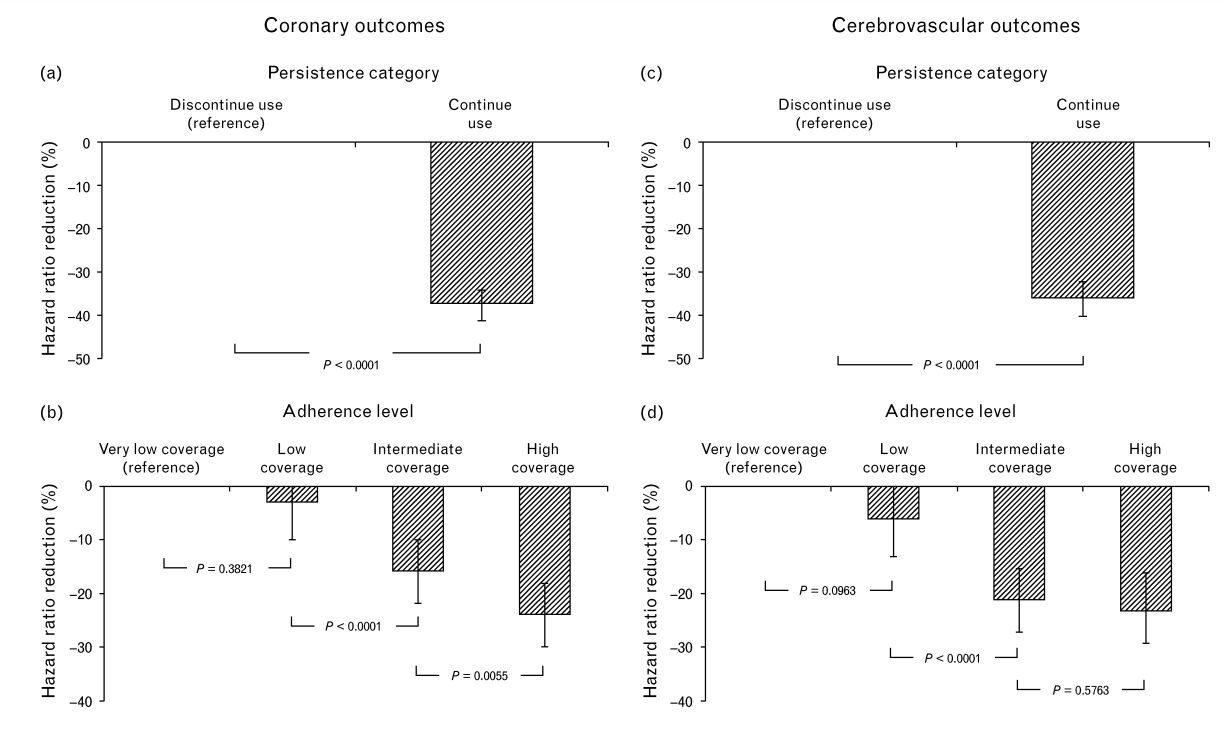 Coronary outcomes
Cerebrovascular outcomes
(a)
Persistence category
Discontinue use
(reference)
Continue
use
Hazard ratio reduction (%)
0
–10
–20
–30
–40
–50
P < 0.0001
(c)
Persistence category
Discontinue use
(reference)
Continue
use
Hazard ratio reduction (%)
0
–10
–20
–30
–40
–50
P < 0.0001
(b)
Adherence level
Very low coverage
(reference)
Low
coverage
Intermediate
coverage
High
coverage
Hazard ratio reduction (%)
0
–10
–20
–30
–40
P = 0.3821
P < 0.0001
P = 0.0055
(d)
Adherence level
Very low coverage
(reference)
Low
coverage
Intermediate
coverage
High
coverage
Hazard ratio reduction (%)
0
–10
–20
–30
–40
P = 0.0963
P < 0.0001
P = 0.5763